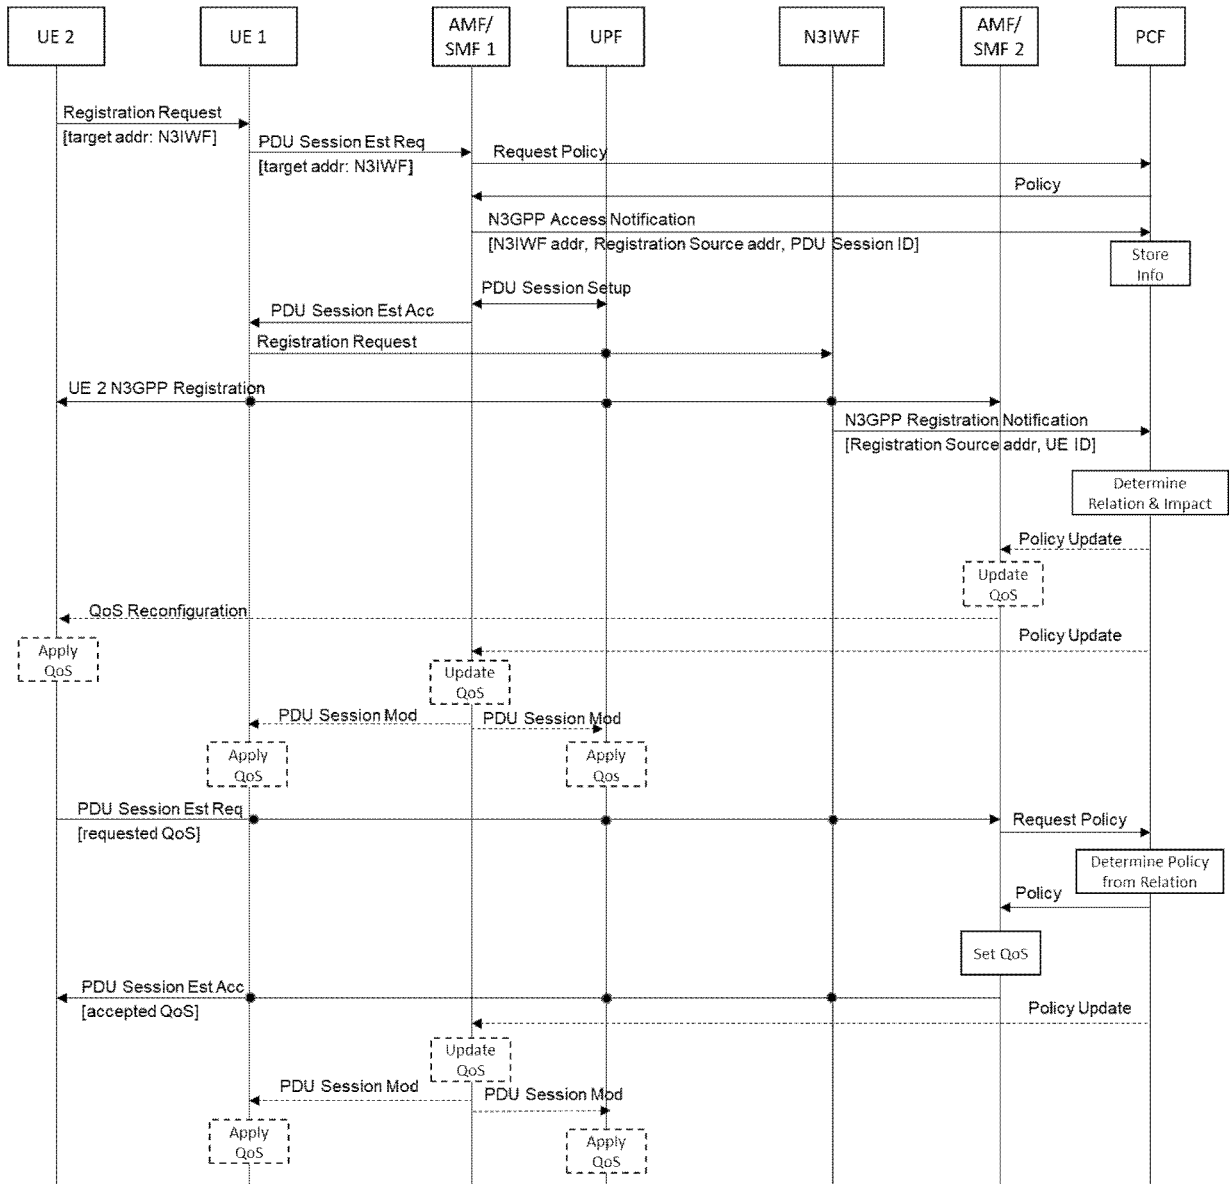 UE 2
UE 1
AMF/
SMF 1
UPF
N3IWF
AMF/
SMF 2
PCF
Registration Request
[target addr: N3IWF]
PDU Session Est Req
[target addr: N3IWF]
Request Policy
Policy
N3GPP Access Notification
[N3IWF addr, Registration Source addr, PDU Session ID]
Store
Info
PDU Session Setup
PDU Session Est Acc
Registration Request
UE 2 N3GPP Registration
N3GPP Registration Notification
[Registration Source addr, UE ID]
Determine
Relation & Impact
Policy Update
Update
QoS
QoS Reconfiguration
Apply
QoS
Policy Update
Update
QoS
PDU Session Mod
PDU Session Mod
Apply
QoS
Apply
Qos
PDU Session Est Req
[requested QoS]
Request Policy
Determine Policy
from Relation
Policy
Set QoS
PDU Session Est Acc
[accepted QoS]
Policy Update
Update
QoS
PDU Session Mod
PDU Session Mod
Apply
QoS
Apply
QoS